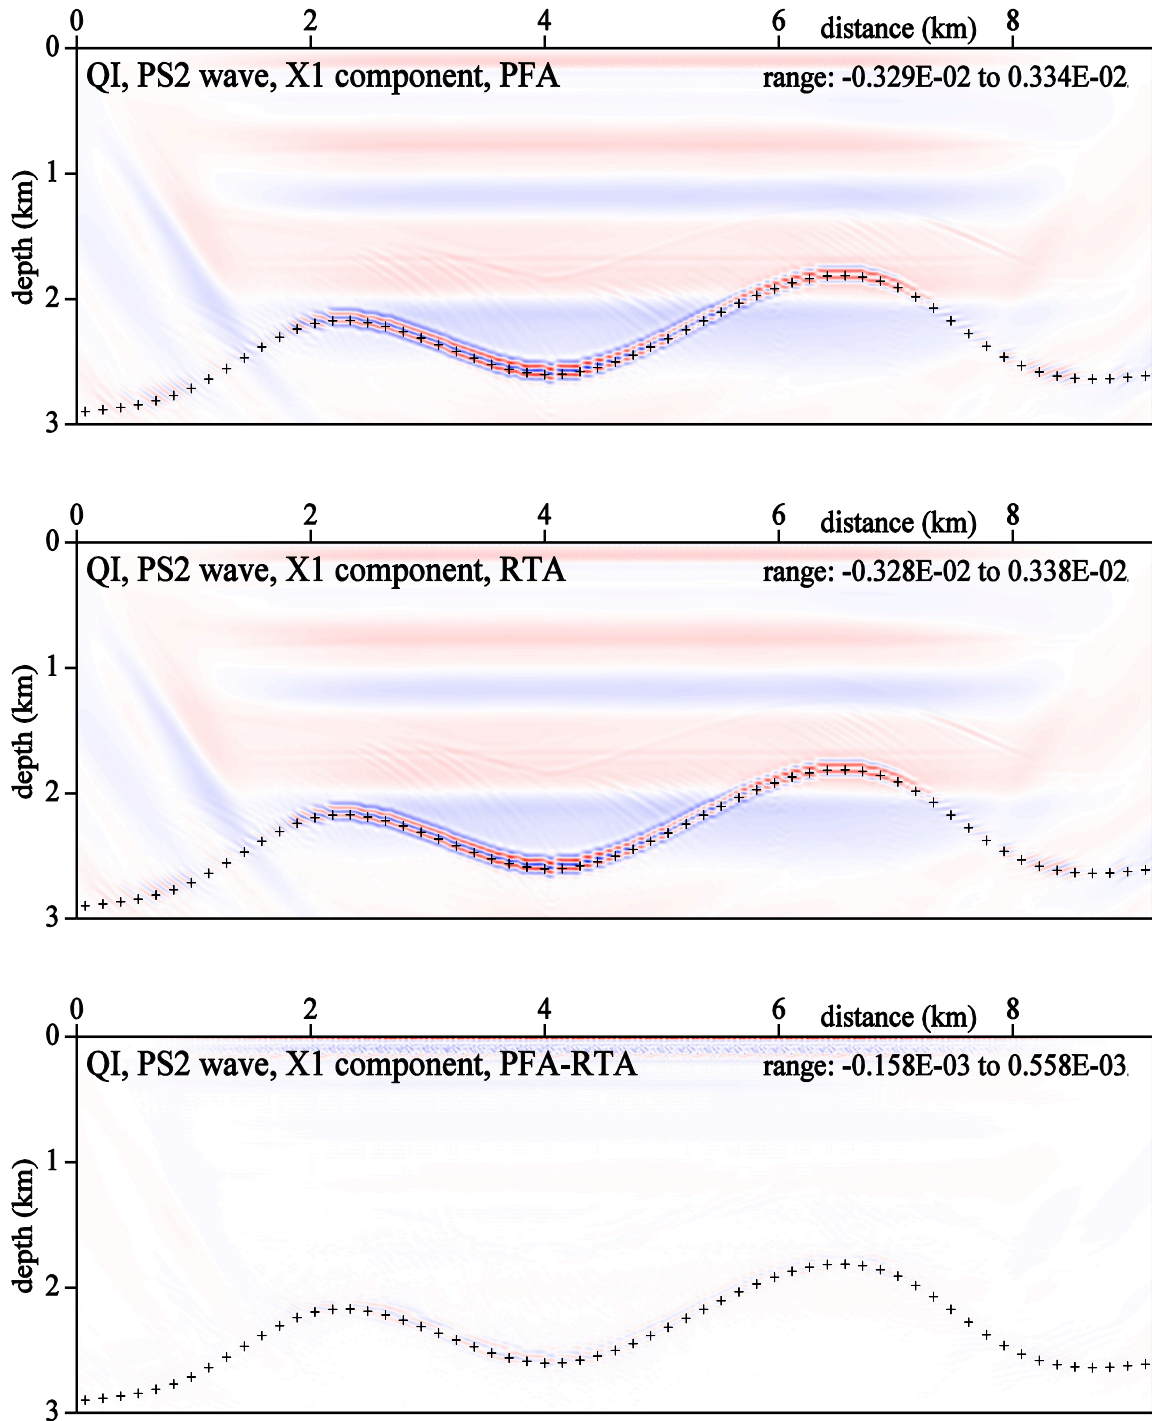 0 2 4 6 distance (km) 8
0
QI, PS2 wave, X1 component, PFA range: -0.329E-02 to 0.334E-02
1
depth (km)
2
3
0 2 4 6 distance (km) 8
0
QI, PS2 wave, X1 component, RTA range: -0.328E-02 to 0.338E-02
1
depth (km)
2
3
0 2 4 6 distance (km) 8
0
QI, PS2 wave, X1 component, PFA-RTA range: -0.158E-03 to 0.558E-03
1
depth (km)
2
3